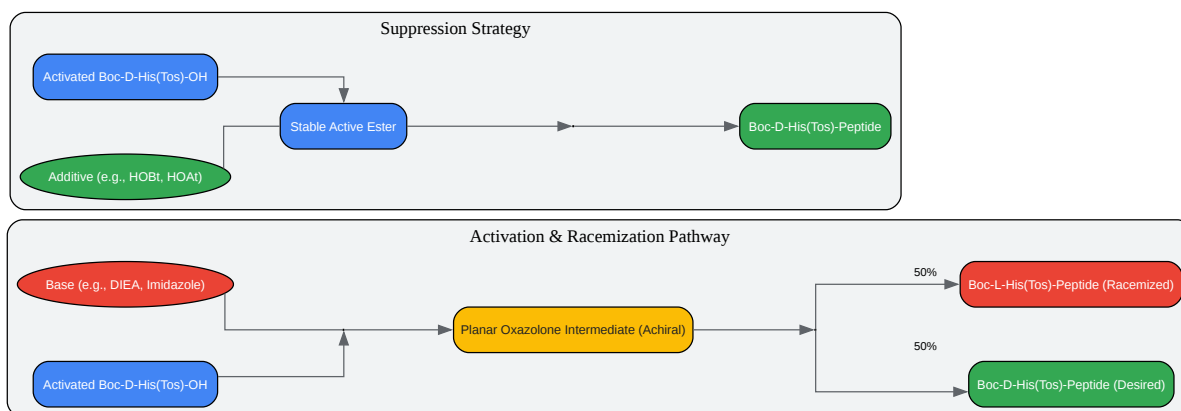 Suppression Strategy
Activated Boc-D-His(Tos)-OH
Stable Active Ester
Boc-D-His(Tos)-Peptide
Additive (e.g., HOBt, HOAt)
Activation & Racemization Pathway
Base (e.g., DIEA, Imidazole)
50%
Boc-L-His(Tos)-Peptide (Racemized)
Planar Oxazolone Intermediate (Achiral)
50%
Activated Boc-D-His(Tos)-OH
Boc-D-His(Tos)-Peptide (Desired)